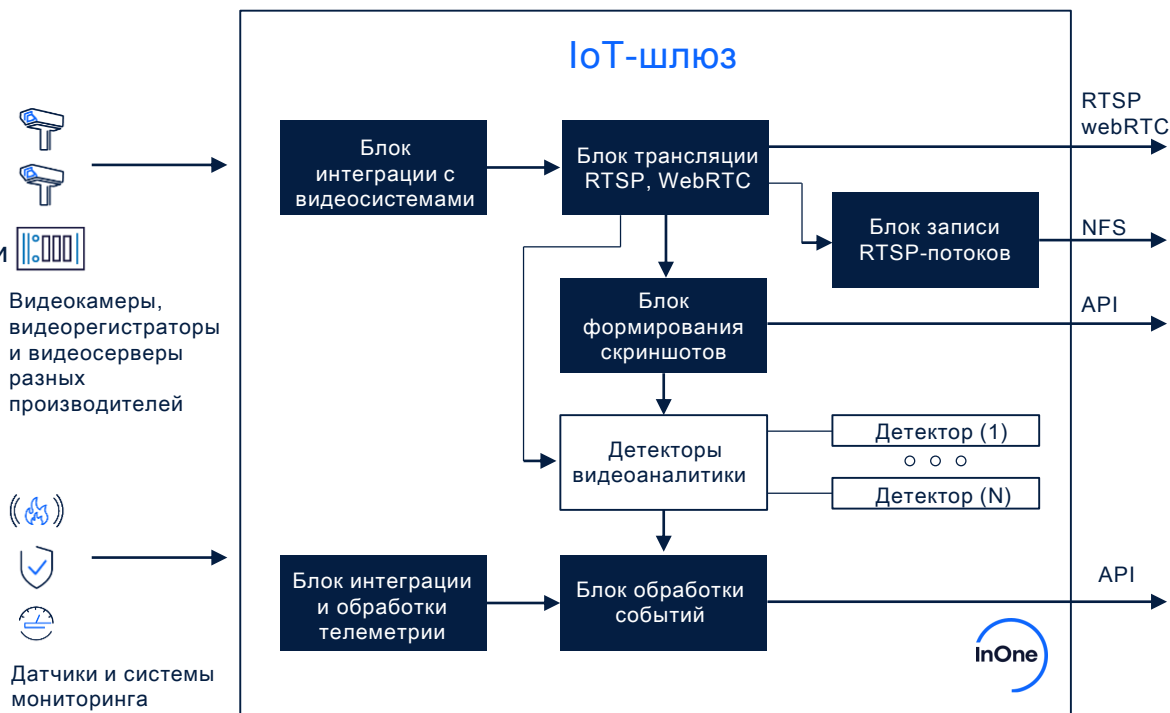 IoT-шлюз
RTSP
webRTC
Блок
интеграции с
видеосистемами
Блок трансляции
RTSP, WebRTC
Блок записи
RTSP-потоков
NFS
и
Видеокамеры,
видеорегистраторы
и видеосерверы
разных
производителей
Блок
формирования
скриншотов
API
Детекторы
видеоаналитики
Детектор (1)
Детектор (N)
Блок интеграции
и обработки
телеметрии
Блок обработки
событий
API
InOne
Датчики и системы
мониторинга